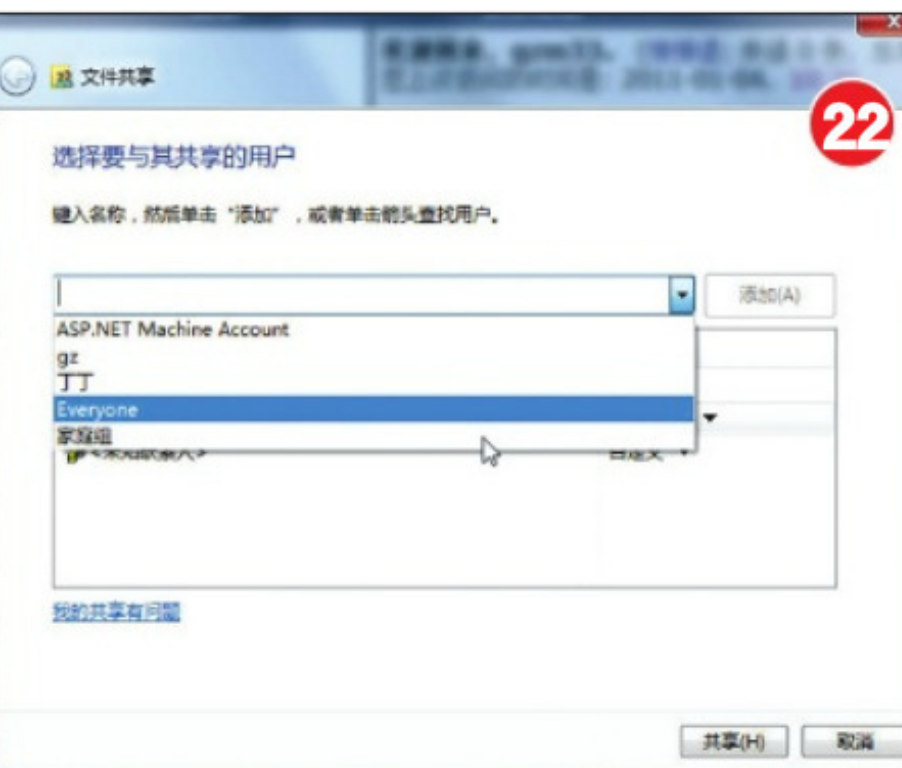 文件共享
22
选择要与其共享的用户
键入名称，然后单击“添加”，或者单击箭头查找用户。
添加(A)
ASP.NET Machine Account
gz
丁丁
Everyone
家庭组
自定义
我的共享有问题
共享(H)
取消